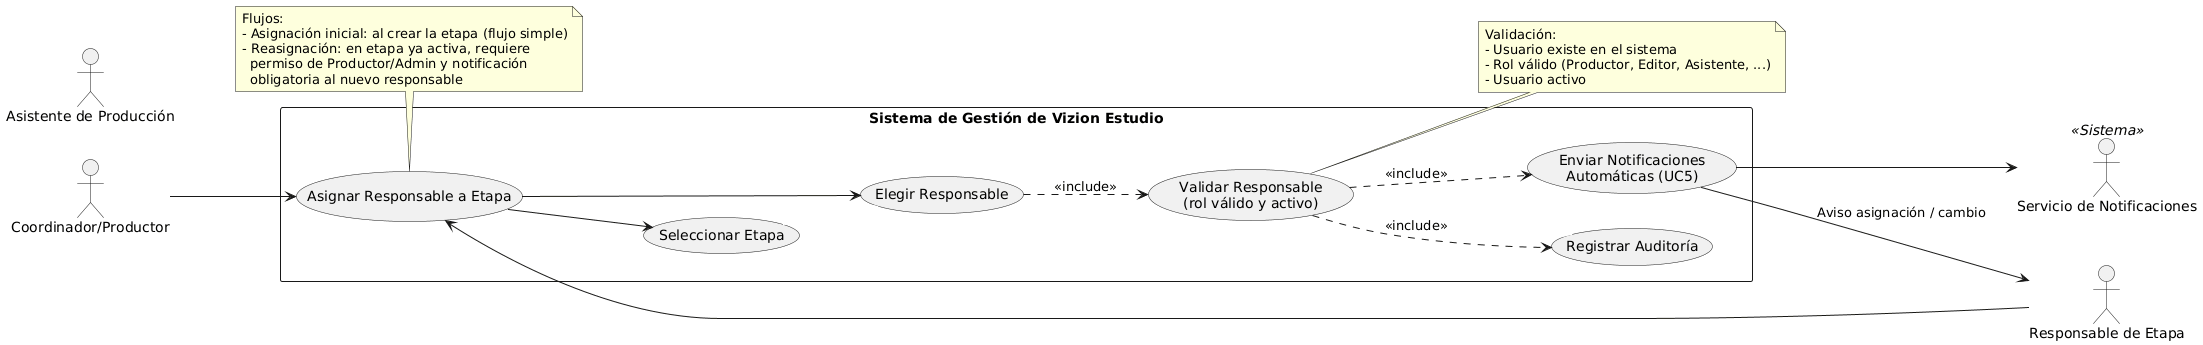 Flujos:
- Asignación inicial: al crear la etapa (flujo simple)
- Reasignación: en etapa ya activa, requiere
permiso de Productor/Admin y notificación
obligatoria al nuevo responsable
Validación:
- Usuario existe en el sistema
- Rol válido (Productor, Editor, Asistente, ...)
- Usuario activo
Asistente de Producción
Sistema de Gestión de Vizion Estudio
Coordinador/Productor
Asignar Responsable a Etapa
Seleccionar Etapa
Elegir Responsable
«include»
Validar Responsable
(rol válido y activo)
«include»
«include»
Enviar Notificaciones
Automáticas (UC5)
Registrar Auditoría
«Sistema»
Servicio de Notificaciones
Aviso asignación / cambio
Responsable de Etapa